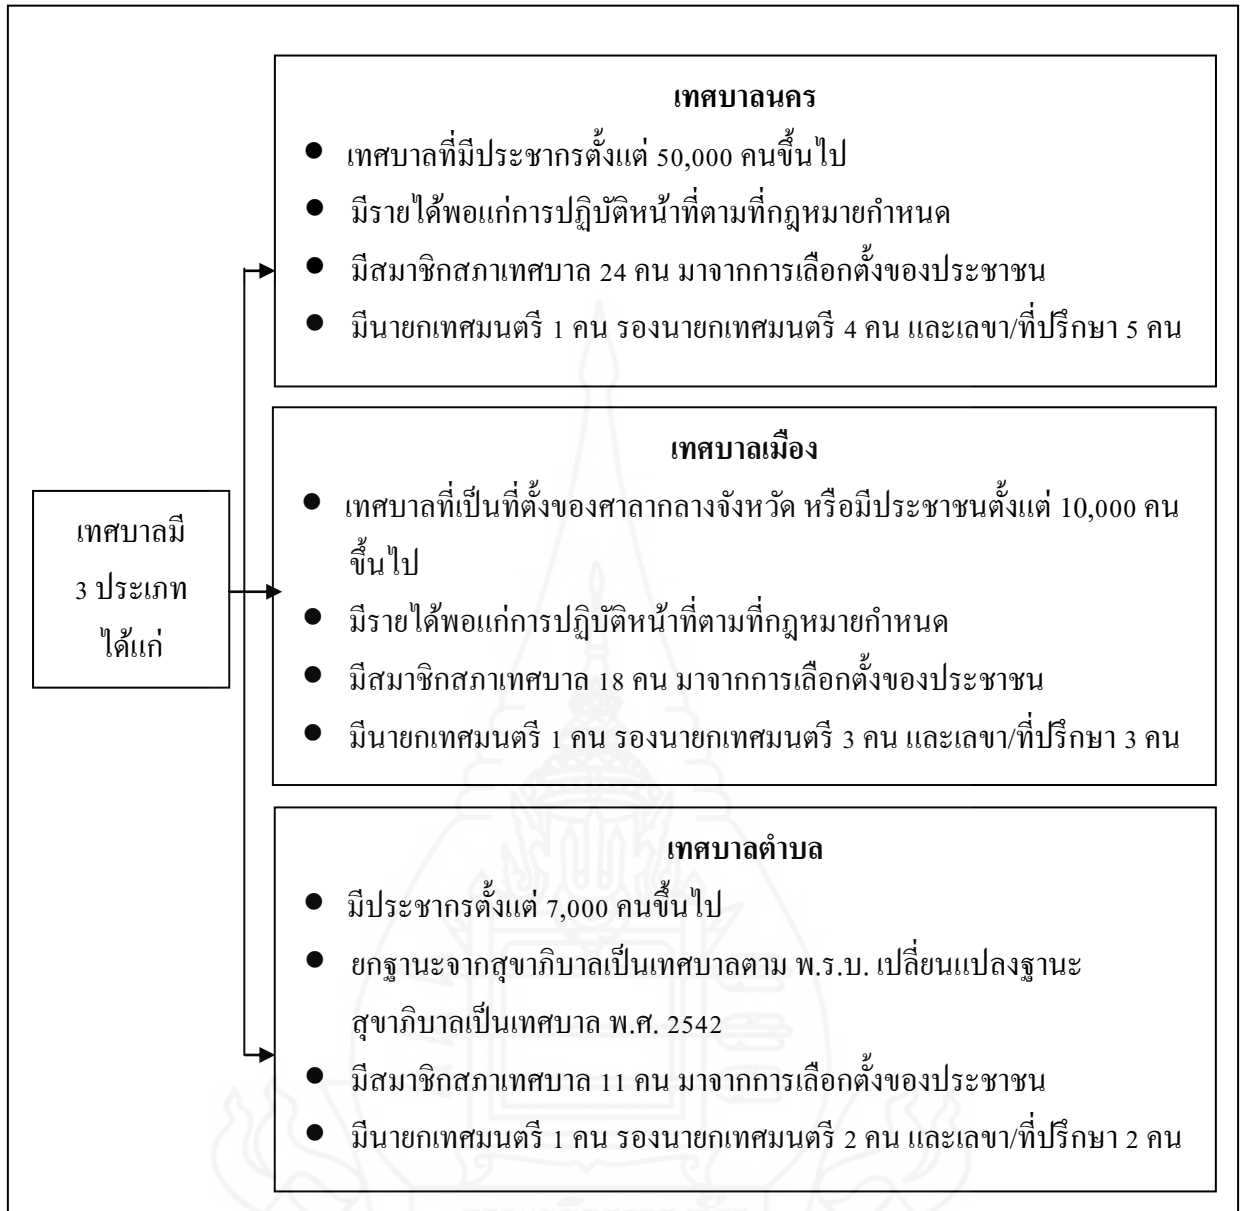 เทศบาลนคร
● เทศบาลที่มีประชากรตั้งแต่ 50,000 คนขึ้นไป
● มีรายได้พอแก่การปฏิบัติหน้าที่ตามที่กฎหมายกำหนด
● มีสมาชิกสภาเทศบาล 24 คน มาจากการเลือกตั้งของประชาชน
● มีนายกเทศมนตรี 1 คน รองนายกเทศมนตรี 4 คน และเลขา/ที่ปรึกษา 5 คน
เทศบาลมี
3 ประเภท
ได้แก่
เทศบาลเมือง
● เทศบาลที่เป็นที่ตั้งของศาลากลางจังหวัด หรือมีประชาชนตั้งแต่ 10,000 คน
ขึ้นไป
● มีรายได้พอแก่การปฏิบัติหน้าที่ตามที่กฎหมายกำหนด
● มีสมาชิกสภาเทศบาล 18 คน มาจากการเลือกตั้งของประชาชน
● มีนายกเทศมนตรี 1 คน รองนายกเทศมนตรี 3 คน และเลขา/ที่ปรึกษา 3 คน
เทศบาลตำบล
● มีประชากรตั้งแต่ 7,000 คนขึ้นไป
● ยกฐานะจากสุขาภิบาลเป็นเทศบาลตาม พ.ร.บ. เปลี่ยนแปลงฐานะ
สุขาภิบาลเป็นเทศบาล พ.ศ. 2542
● มีสมาชิกสภาเทศบาล 11 คน มาจากการเลือกตั้งของประชาชน
● มีนายกเทศมนตรี 1 คน รองนายกเทศมนตรี 2 คน และเลขา/ที่ปรึกษา 2 คน